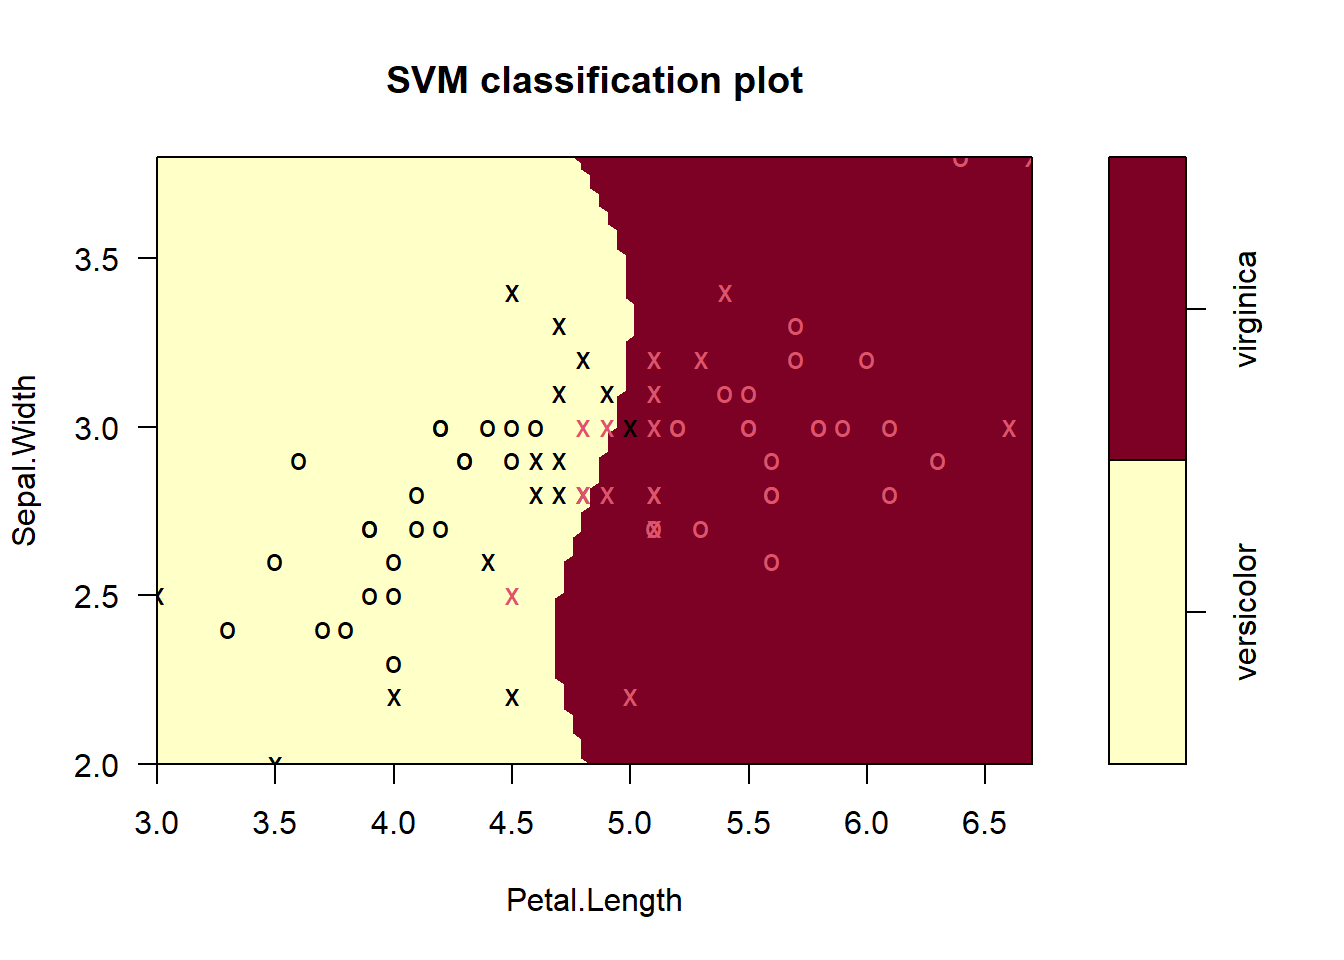 SVM classification plot
Sepal.Width
3.5
3.0
2.5
2.0
3.0 3.5 4.0 4.5 5.0 5.5 6.0 6.5
Petal.Length
virginica
versicolor